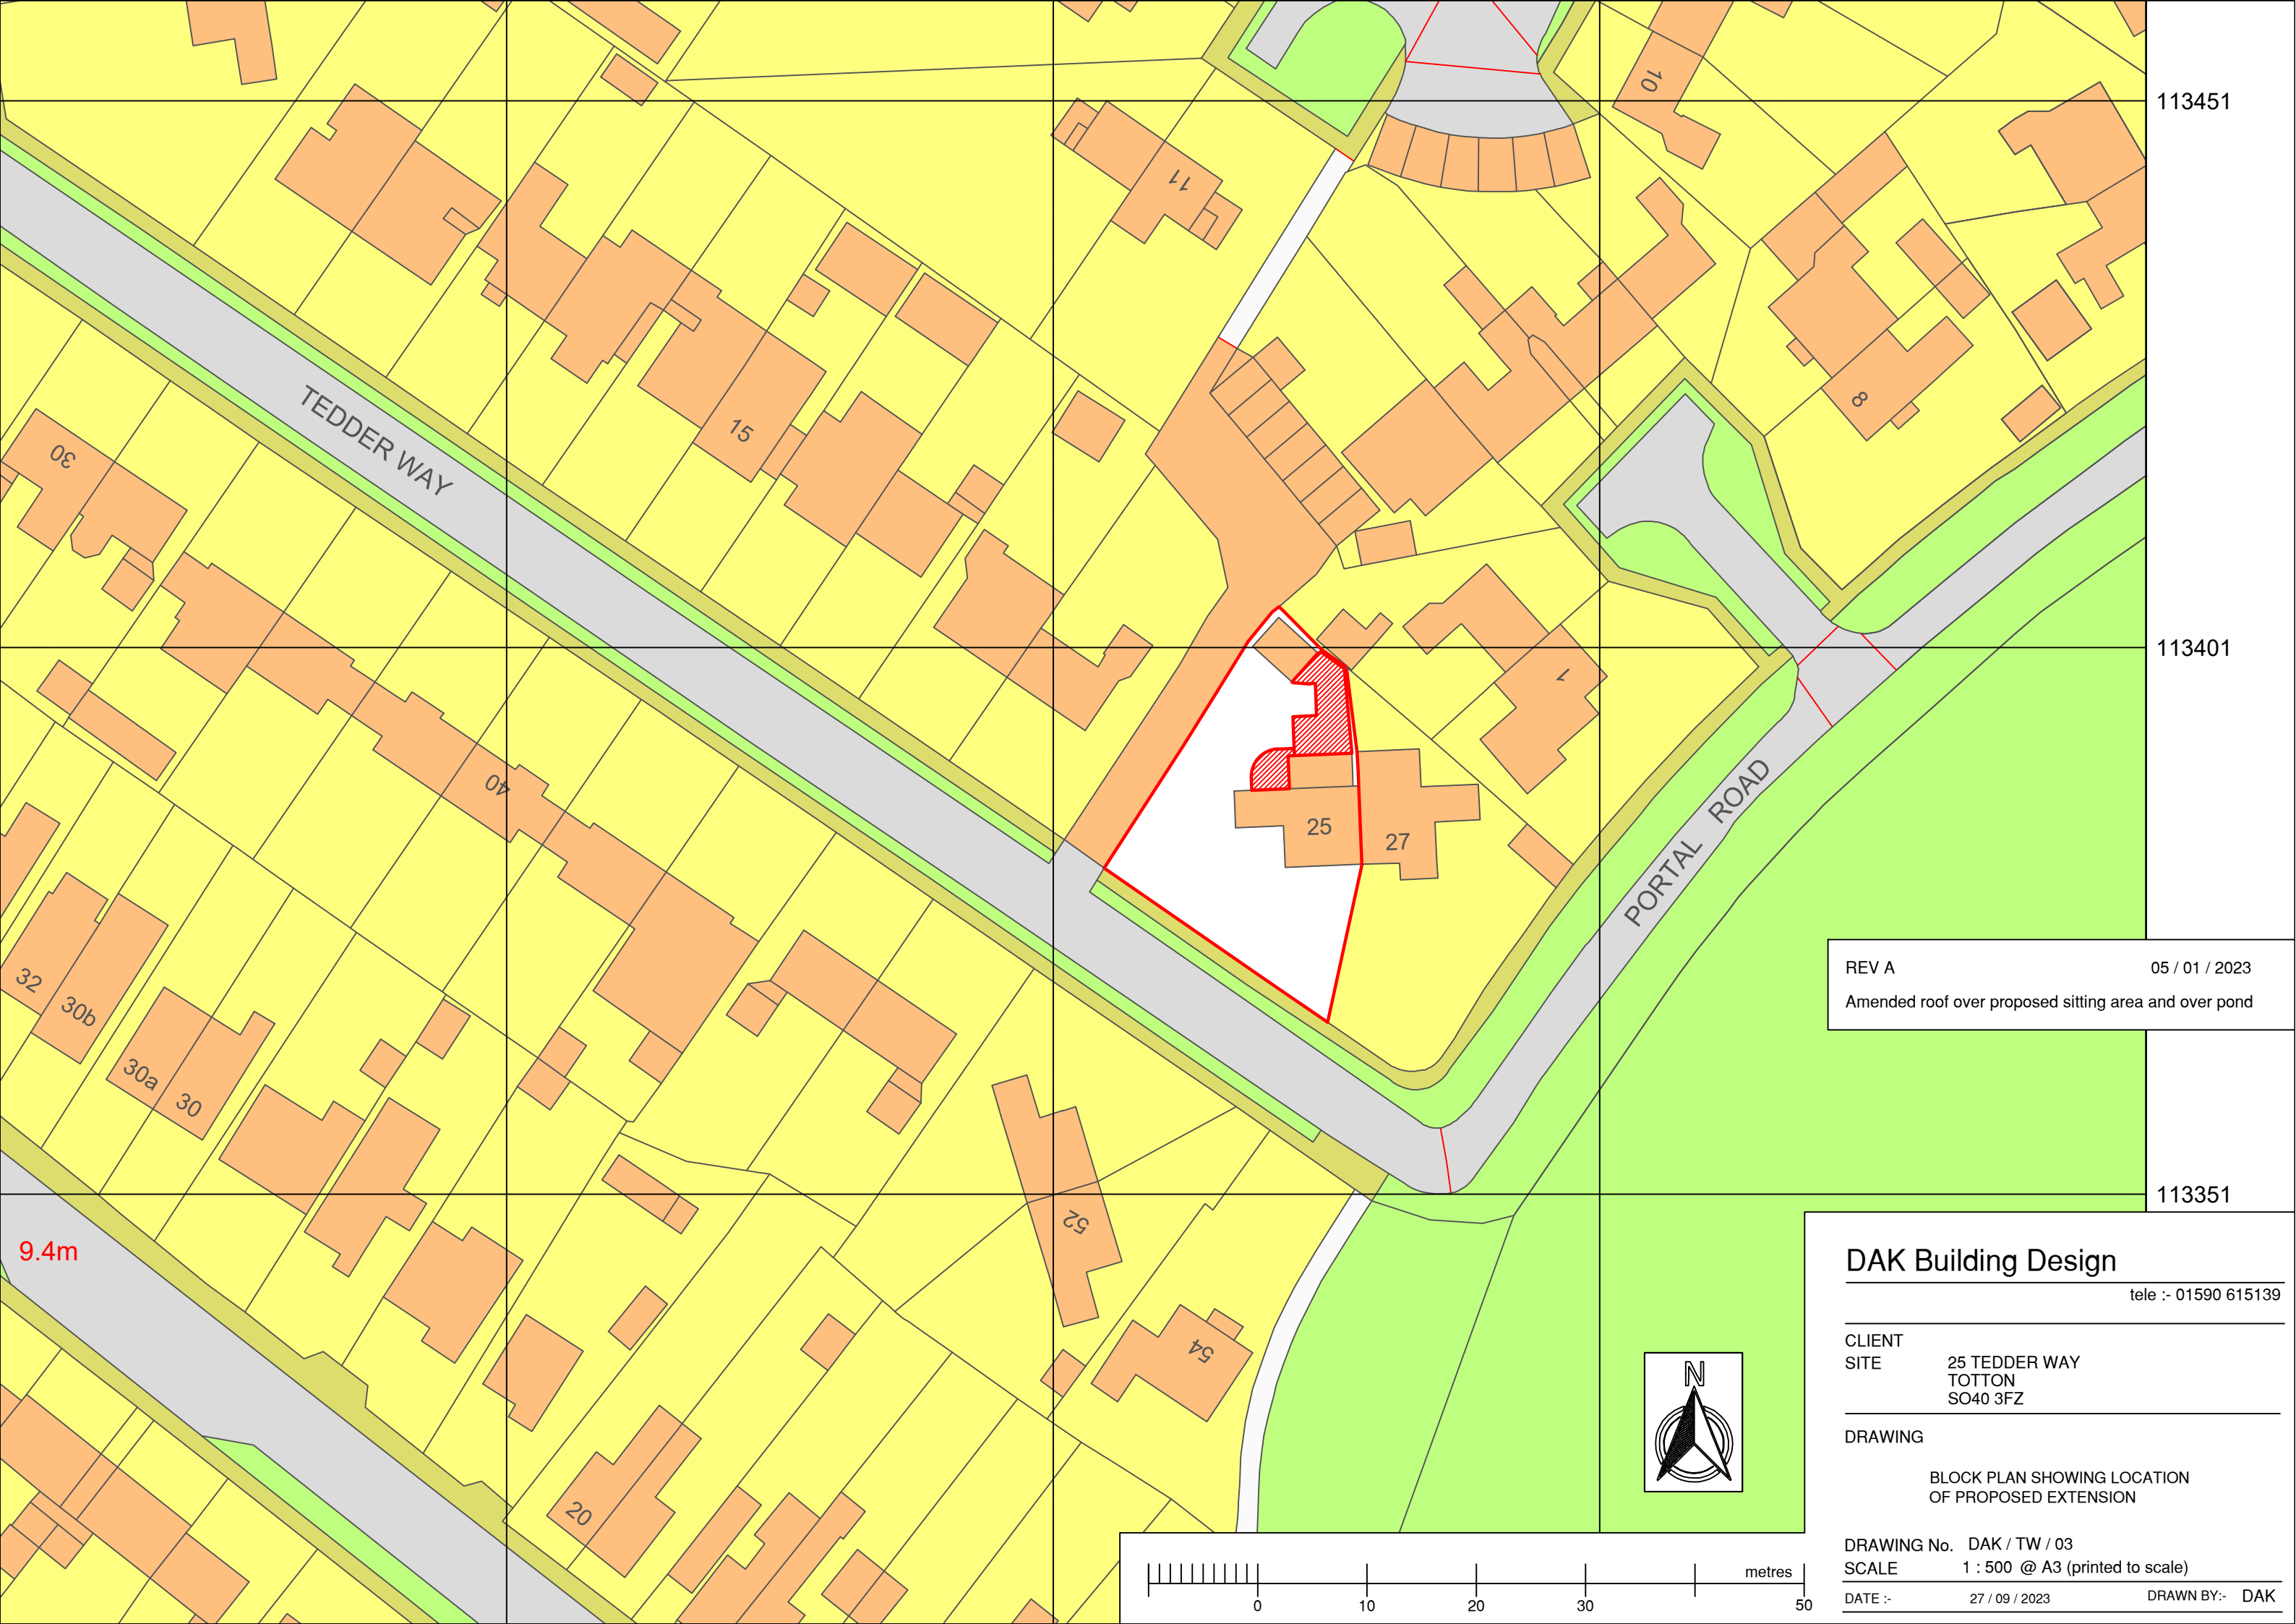 10
113451
11
TEDDER WAY
15
30
8
113401
1
40
25
27
PORTAL ROAD
32
30b
30a
30
REV A 05 / 01 / 2023
Amended roof over proposed sitting area and over pond
113351
52
9.4m
54
20
N
DAK Building Design
tele :- 01590 615139
CLIENT
SITE 25 TEDDER WAY
TOTTON
SO40 3FZ
DRAWING
BLOCK PLAN SHOWING LOCATION
OF PROPOSED EXTENSION
DRAWING No. DAK / TW / 03
SCALE 1 : 500 @ A3 (printed to scale)
DATE :- 27 / 09 / 2023 DRAWN BY:- DAK
metres
0 10 20 30 50